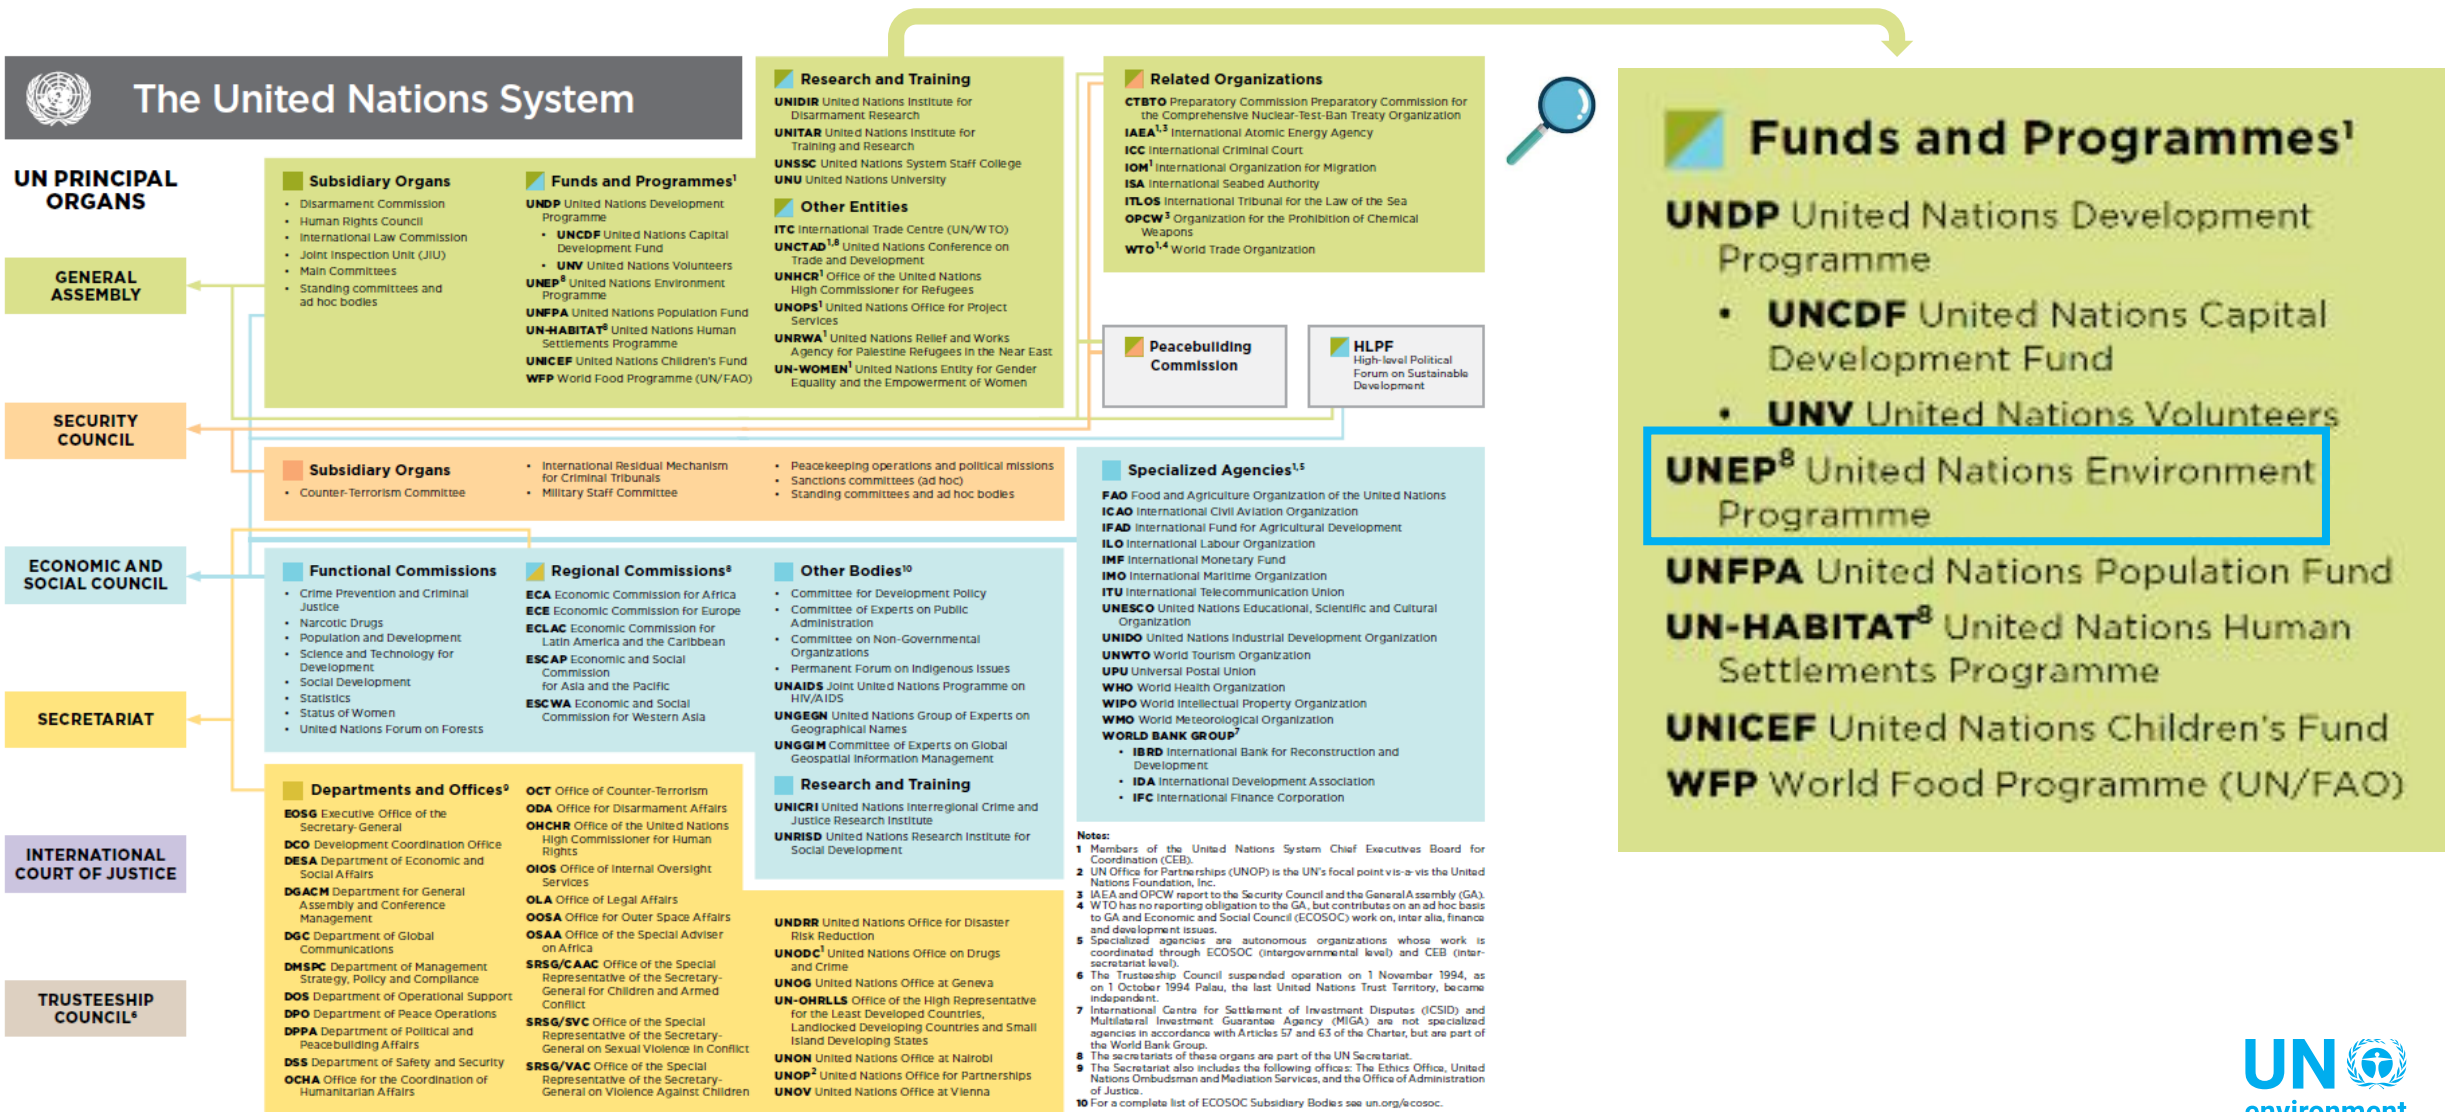 The United Nations System
UN PRINCIPAL
ORGANS
GENERAL
ASSEMBLY
SECURITY
COUNCIL
ECONOMIC AND
SOCIAL COUNCIL
SECRETARIAT
INTERNATIONAL
COURT OF JUSTICE
TRUSTEESHIP
COUNCIL⁶
Subsidiary Organs
• Disarmament Commission
• Human Rights Council
• International Law Commission
• Joint Inspection Unit (JIU)
• Main Committees
• Standing committees and
ad hoc bodies
Funds and Programmes¹
UNDP United Nations Development
Programme
• UNCDF United Nations Capital
Development Fund
• UNV United Nations Volunteers
UNEP⁸ United Nations Environment
Programme
UNFPA United Nations Population Fund
UN-HABITAT⁸ United Nations Human
Settlements Programme
UNICEF United Nations Children's Fund
WFP World Food Programme (UN/FAO)
Research and Training
UNIDIR United Nations Institute for
Disarmament Research
UNITAR United Nations Institute for
Training and Research
UNSSC United Nations System Staff College
UNU United Nations University
Other Entities
ITC International Trade Centre (UN/WTO)
UNCTAD¹,⁸ United Nations Conference on
Trade and Development
UNHCR¹ Office of the United Nations
High Commissioner for Refugees
UNOPS¹ United Nations Office for Project
Services
UNRWA¹ United Nations Relief and Works
Agency for Palestine Refugees in the Near East
UN-WOMEN¹ United Nations Entity for Gender
Equality and the Empowerment of Women
Related Organizations
CTBTO Preparatory Commission Preparatory Commission for
the Comprehensive Nuclear-Test-Ban Treaty Organization
IAEA¹,³ International Atomic Energy Agency
ICC International Criminal Court
IOM¹ International Organization for Migration
ISA International Seabed Authority
ITLOS International Tribunal for the Law of the Sea
OPCW³ Organization for the Prohibition of Chemical
Weapons
WTO¹,⁴ World Trade Organization
Peacebuilding
Commission
HLPF
High-level Political
Forum on Sustainable
Development
Subsidiary Organs
• Counter-Terrorism Committee
• International Residual Mechanism
for Criminal Tribunals
• Military Staff Committee
• Peacekeeping operations and political missions
• Sanctions committees (ad hoc)
• Standing committees and ad hoc bodies
Functional Commissions
• Crime Prevention and Criminal
Justice
• Narcotic Drugs
• Population and Development
• Science and Technology for
Development
• Social Development
• Statistics
• Status of Women
• United Nations Forum on Forests
Regional Commissions⁸
ECA Economic Commission for Africa
ECE Economic Commission for Europe
ECLAC Economic Commission for
Latin America and the Caribbean
ESCAP Economic and Social
Commission
for Asia and the Pacific
ESCWA Economic and Social
Commission for Western Asia
Other Bodies¹⁰
• Committee for Development Policy
• Committee of Experts on Public
Administration
• Committee on Non-Governmental
Organizations
• Permanent Forum on Indigenous Issues
UNAIDS Joint United Nations Programme on
HIV/AIDS
UNGEGN United Nations Group of Experts on
Geographical Names
UNGGIM Committee of Experts on Global
Geospatial Information Management
Research and Training
UNICRI United Nations Interregional Crime and
Justice Research Institute
UNRISD United Nations Research Institute for
Social Development
Specialized Agencies¹,⁵
FAO Food and Agriculture Organization of the United Nations
ICAO International Civil Aviation Organization
IFAD International Fund for Agricultural Development
ILO International Labour Organization
IMF International Monetary Fund
IMO International Maritime Organization
ITU International Telecommunication Union
UNESCO United Nations Educational, Scientific and Cultural
Organization
UNIDO United Nations Industrial Development Organization
UNWTO World Tourism Organization
UPU Universal Postal Union
WHO World Health Organization
WIPO World Intellectual Property Organization
WMO World Meteorological Organization
WORLD BANK GROUP⁷
• IBRD International Bank for Reconstruction and
Development
• IDA International Development Association
• IFC International Finance Corporation
Departments and Offices⁹
EOSG Executive Office of the
Secretary-General
DCO Development Coordination Office
DESA Department of Economic and
Social Affairs
DGACM Department for General
Assembly and Conference
Management
DGC Department of Global
Communications
DMSPC Department of Management
Strategy, Policy and Compliance
DOS Department of Operational Support
DPO Department of Peace Operations
DPPA Department of Political and
Peacebuilding Affairs
DSS Department of Safety and Security
OCHA Office for the Coordination of
Humanitarian Affairs
OCT Office of Counter-Terrorism
ODA Office for Disarmament Affairs
OHCHR Office of the United Nations
High Commissioner for Human
Rights
OIOS Office of Internal Oversight
Services
OLA Office of Legal Affairs
OOSA Office for Outer Space Affairs
OSAA Office of the Special Adviser
on Africa
SRSG/CAAC Office of the Special
Representative of the Secretary-
General for Children and Armed
Conflict
SRSG/SVC Office of the Special
Representative of the Secretary-
General on Sexual Violence in Conflict
SRSG/VAC Office of the Special
Representative of the Secretary-
General on Violence Against Children
UNDRR United Nations Office for Disaster
Risk Reduction
UNODC¹ United Nations Office on Drugs
and Crime
UNOG United Nations Office at Geneva
UN-OHRLLS Office of the High Representative
for the Least Developed Countries,
Landlocked Developing Countries and Small
Island Developing States
UNON United Nations Office at Nairobi
UNOP² United Nations Office for Partnerships
UNOV United Nations Office at Vienna
Notes:
1 Members of the United Nations System Chief Executives Board for
Coordination (CEB).
2 UN Office for Partnerships (UNOP) is the UN's focal point vis-a-vis the United
Nations Foundation, Inc.
3 IAEA and OPCW report to the Security Council and the General Assembly (GA).
4 WTO has no reporting obligation to the GA, but contributes on an ad hoc basis
to GA and Economic and Social Council (ECOSOC) work on, inter alia, finance
and development issues.
5 Specialized agencies are autonomous organizations whose work is
coordinated through ECOSOC (intergovernmental level) and CEB (inter-
secretariat level).
6 The Trusteeship Council suspended operation on 1 November 1994, as
on 1 October 1994 Palau, the last United Nations Trust Territory, became
independent.
7 International Centre for Settlement of Investment Disputes (ICSID) and
Multilateral Investment Guarantee Agency (MIGA) are not specialized
agencies in accordance with Articles 57 and 63 of the Charter, but are part of
the World Bank Group.
8 The secretariats of these organs are part of the UN Secretariat.
9 The Secretariat also includes the following offices: The Ethics Office, United
Nations Ombudsman and Mediation Services, and the Office of Administration
of Justice.
10 For a complete list of ECOSOC Subsidiary Bodies see un.org/ecosoc.
Funds and Programmes¹
UNDP United Nations Development
Programme
• UNCDF United Nations Capital
Development Fund
• UNV United Nations Volunteers
UNEP⁸ United Nations Environment
Programme
UNFPA United Nations Population Fund
UN-HABITAT⁸ United Nations Human
Settlements Programme
UNICEF United Nations Children's Fund
WFP World Food Programme (UN/FAO)
UN
environment